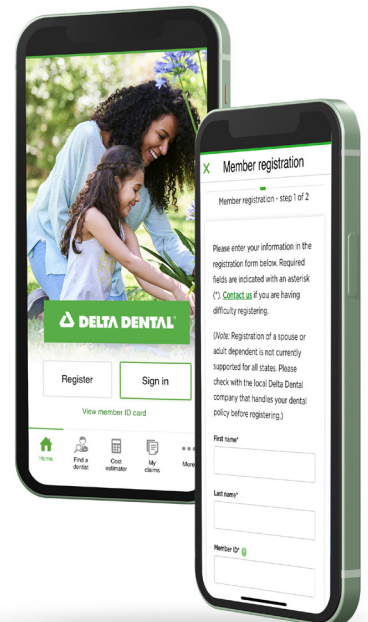 DELTA DENTAL®
Register
Sign in
View member ID card
Home
Find a
dentist
Cost
estimator
My
claims
More
X
Member registration
Member registration - step 1 of 2
Please enter your information in the
registration form below. Required
fields are indicated with an asterisk
(*). Contact us if you are having
difficulty registering.
(Note: Registration of a spouse or
adult dependent is not currently
supported for all states. Please
check with the local Delta Dental
company that handles your dental
policy before registering.)
First name*
Last name*
Member ID*